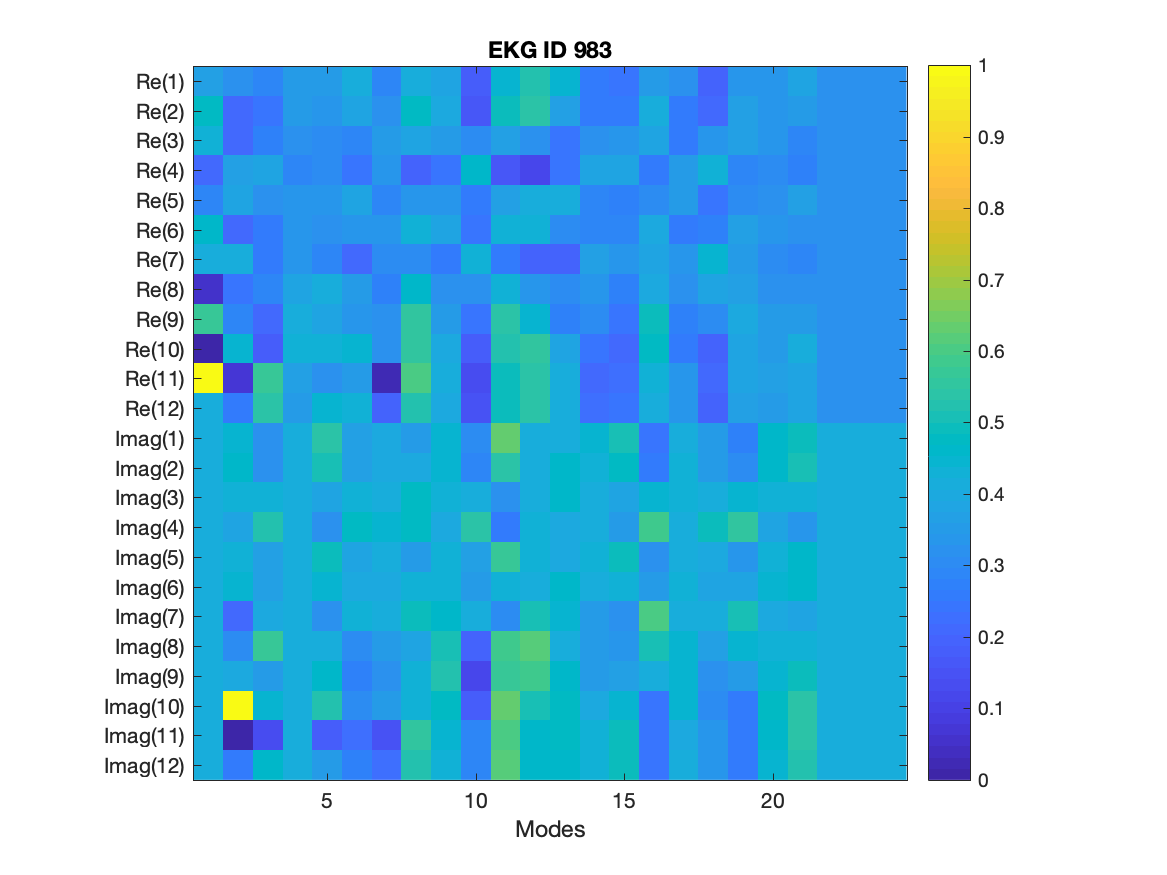 EKG ID 983
Re(1)
Re(2)
Re(3)
Re(4)
Re(5)
Re(6)
Re(7)
Re(8)
Re(9)
Re(10)
Re(11)
Re(12)
Imag(1)
Imag(2)
Imag(3)
Imag(4)
Imag(5)
Imag(6)
Imag(7)
Imag(8)
Imag(9)
Imag(10)
Imag(11)
Imag(12)
5 10 15 20
Modes
1
0.9
0.8
0.7
0.6
0.5
0.4
0.3
0.2
0.1
0